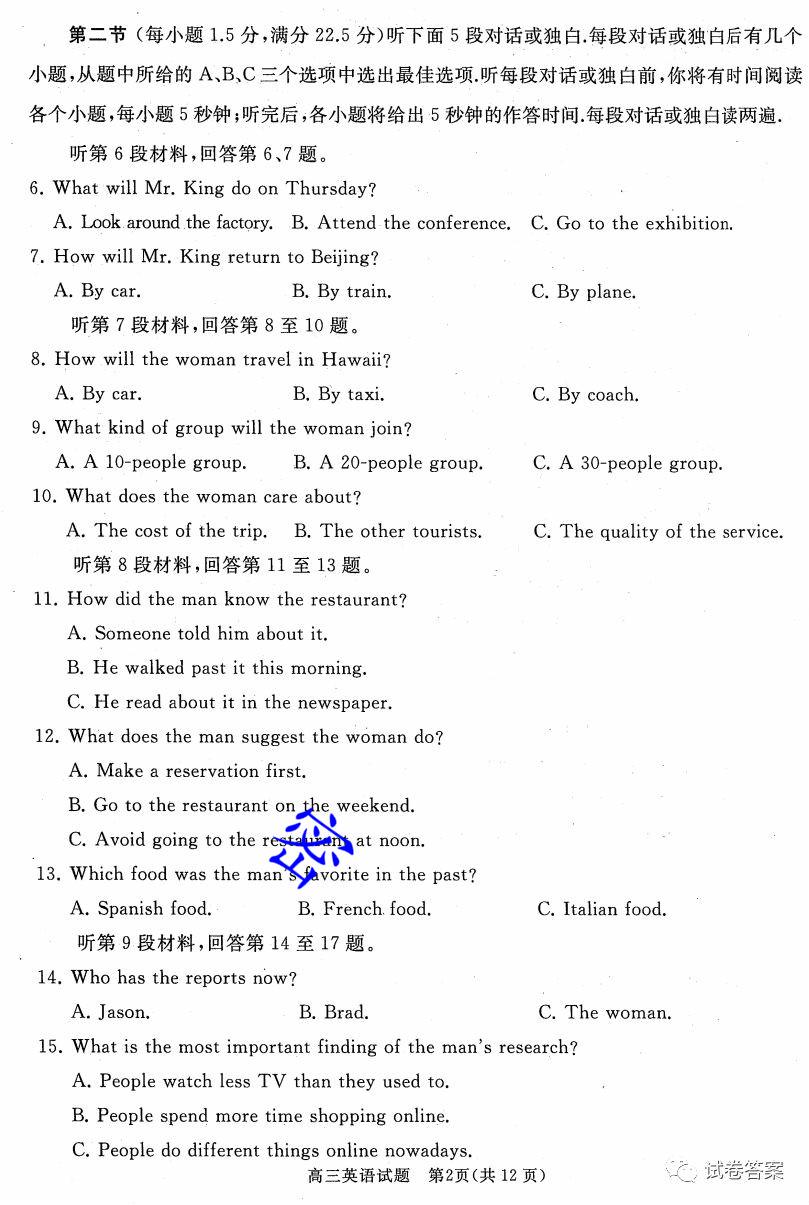 第二节（每小题 1.5 分,满分 22.5 分)听下面 5 段对话或独白.每段对话或独白后有几个
小题,从题中所给的 A、B、C 三个选项中选出最佳选项.听每段对话或独白前,你将有时间阅读
各个小题,每小题 5 秒钟;听完后,各小题将给出 5 秒钟的作答时间.每段对话或独白读两遍.
听第 6 段材料,回答第 6、7 题。
6. What will Mr. King do on Thursday?
A. Look around the factory. B. Attend the conference. C. Go to the exhibition.
7. How will Mr. King return to Beijing?
A. By car. B. By train. C. By plane.
听第 7 段材料,回答第 8 至 10 题。
8. How will the woman travel in Hawaii?
A. By car. B. By taxi. C. By coach.
9. What kind of group will the woman join?
A. A 10-people group. B. A 20-people group. C. A 30-people group.
10. What does the woman care about?
A. The cost of the trip. B. The other tourists. C. The quality of the service.
听第 8 段材料,回答第 11 至 13 题。
11. How did the man know the restaurant?
A. Someone told him about it.
B. He walked past it this morning.
C. He read about it in the newspaper.
12. What does the man suggest the woman do?
A. Make a reservation first.
B. Go to the restaurant on the weekend.
C. Avoid going to the restaurant at noon.
密
13. Which food was the man's favorite in the past?
A. Spanish food. B. French food. C. Italian food.
听第 9 段材料,回答第 14 至 17 题。
14. Who has the reports now?
A. Jason. B. Brad. C. The woman.
15. What is the most important finding of the man's research?
A. People watch less TV than they used to.
B. People spend more time shopping online.
C. People do different things online nowadays.
高三英语试题 第2页(共 12 页)
试卷答案